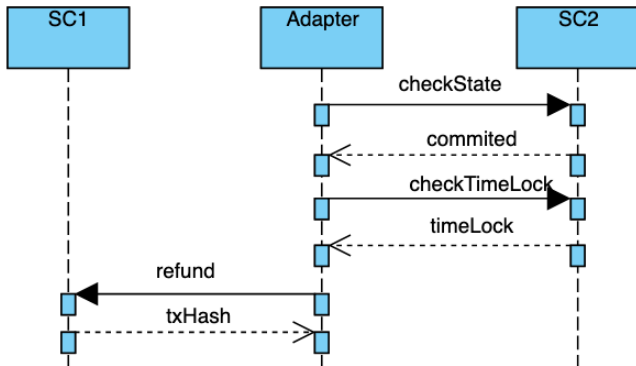 SC1
Adapter
SC2
checkState
commited
checkTimeLock
timeLock
refund
txHash